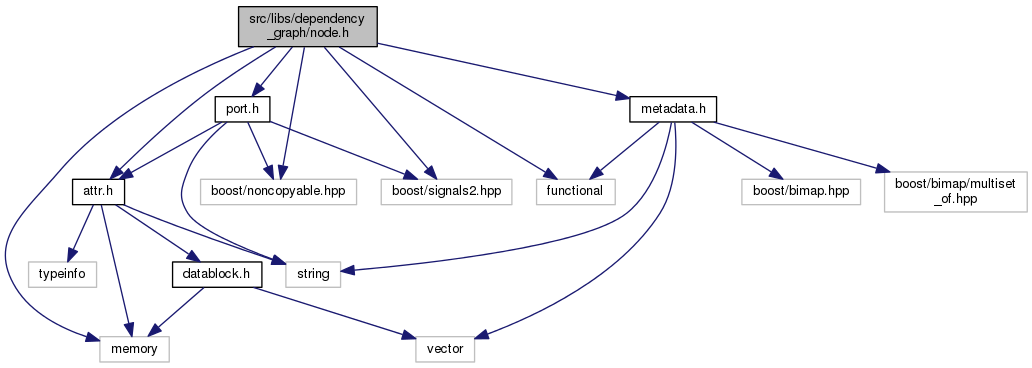 src/libs/dependency
_graph/node.h
port.h
metadata.h
attr.h
boost/noncopyable.hpp
boost/signals2.hpp
functional
boost/bimap.hpp
boost/bimap/multiset
_of.hpp
typeinfo
datablock.h
string
memory
vector